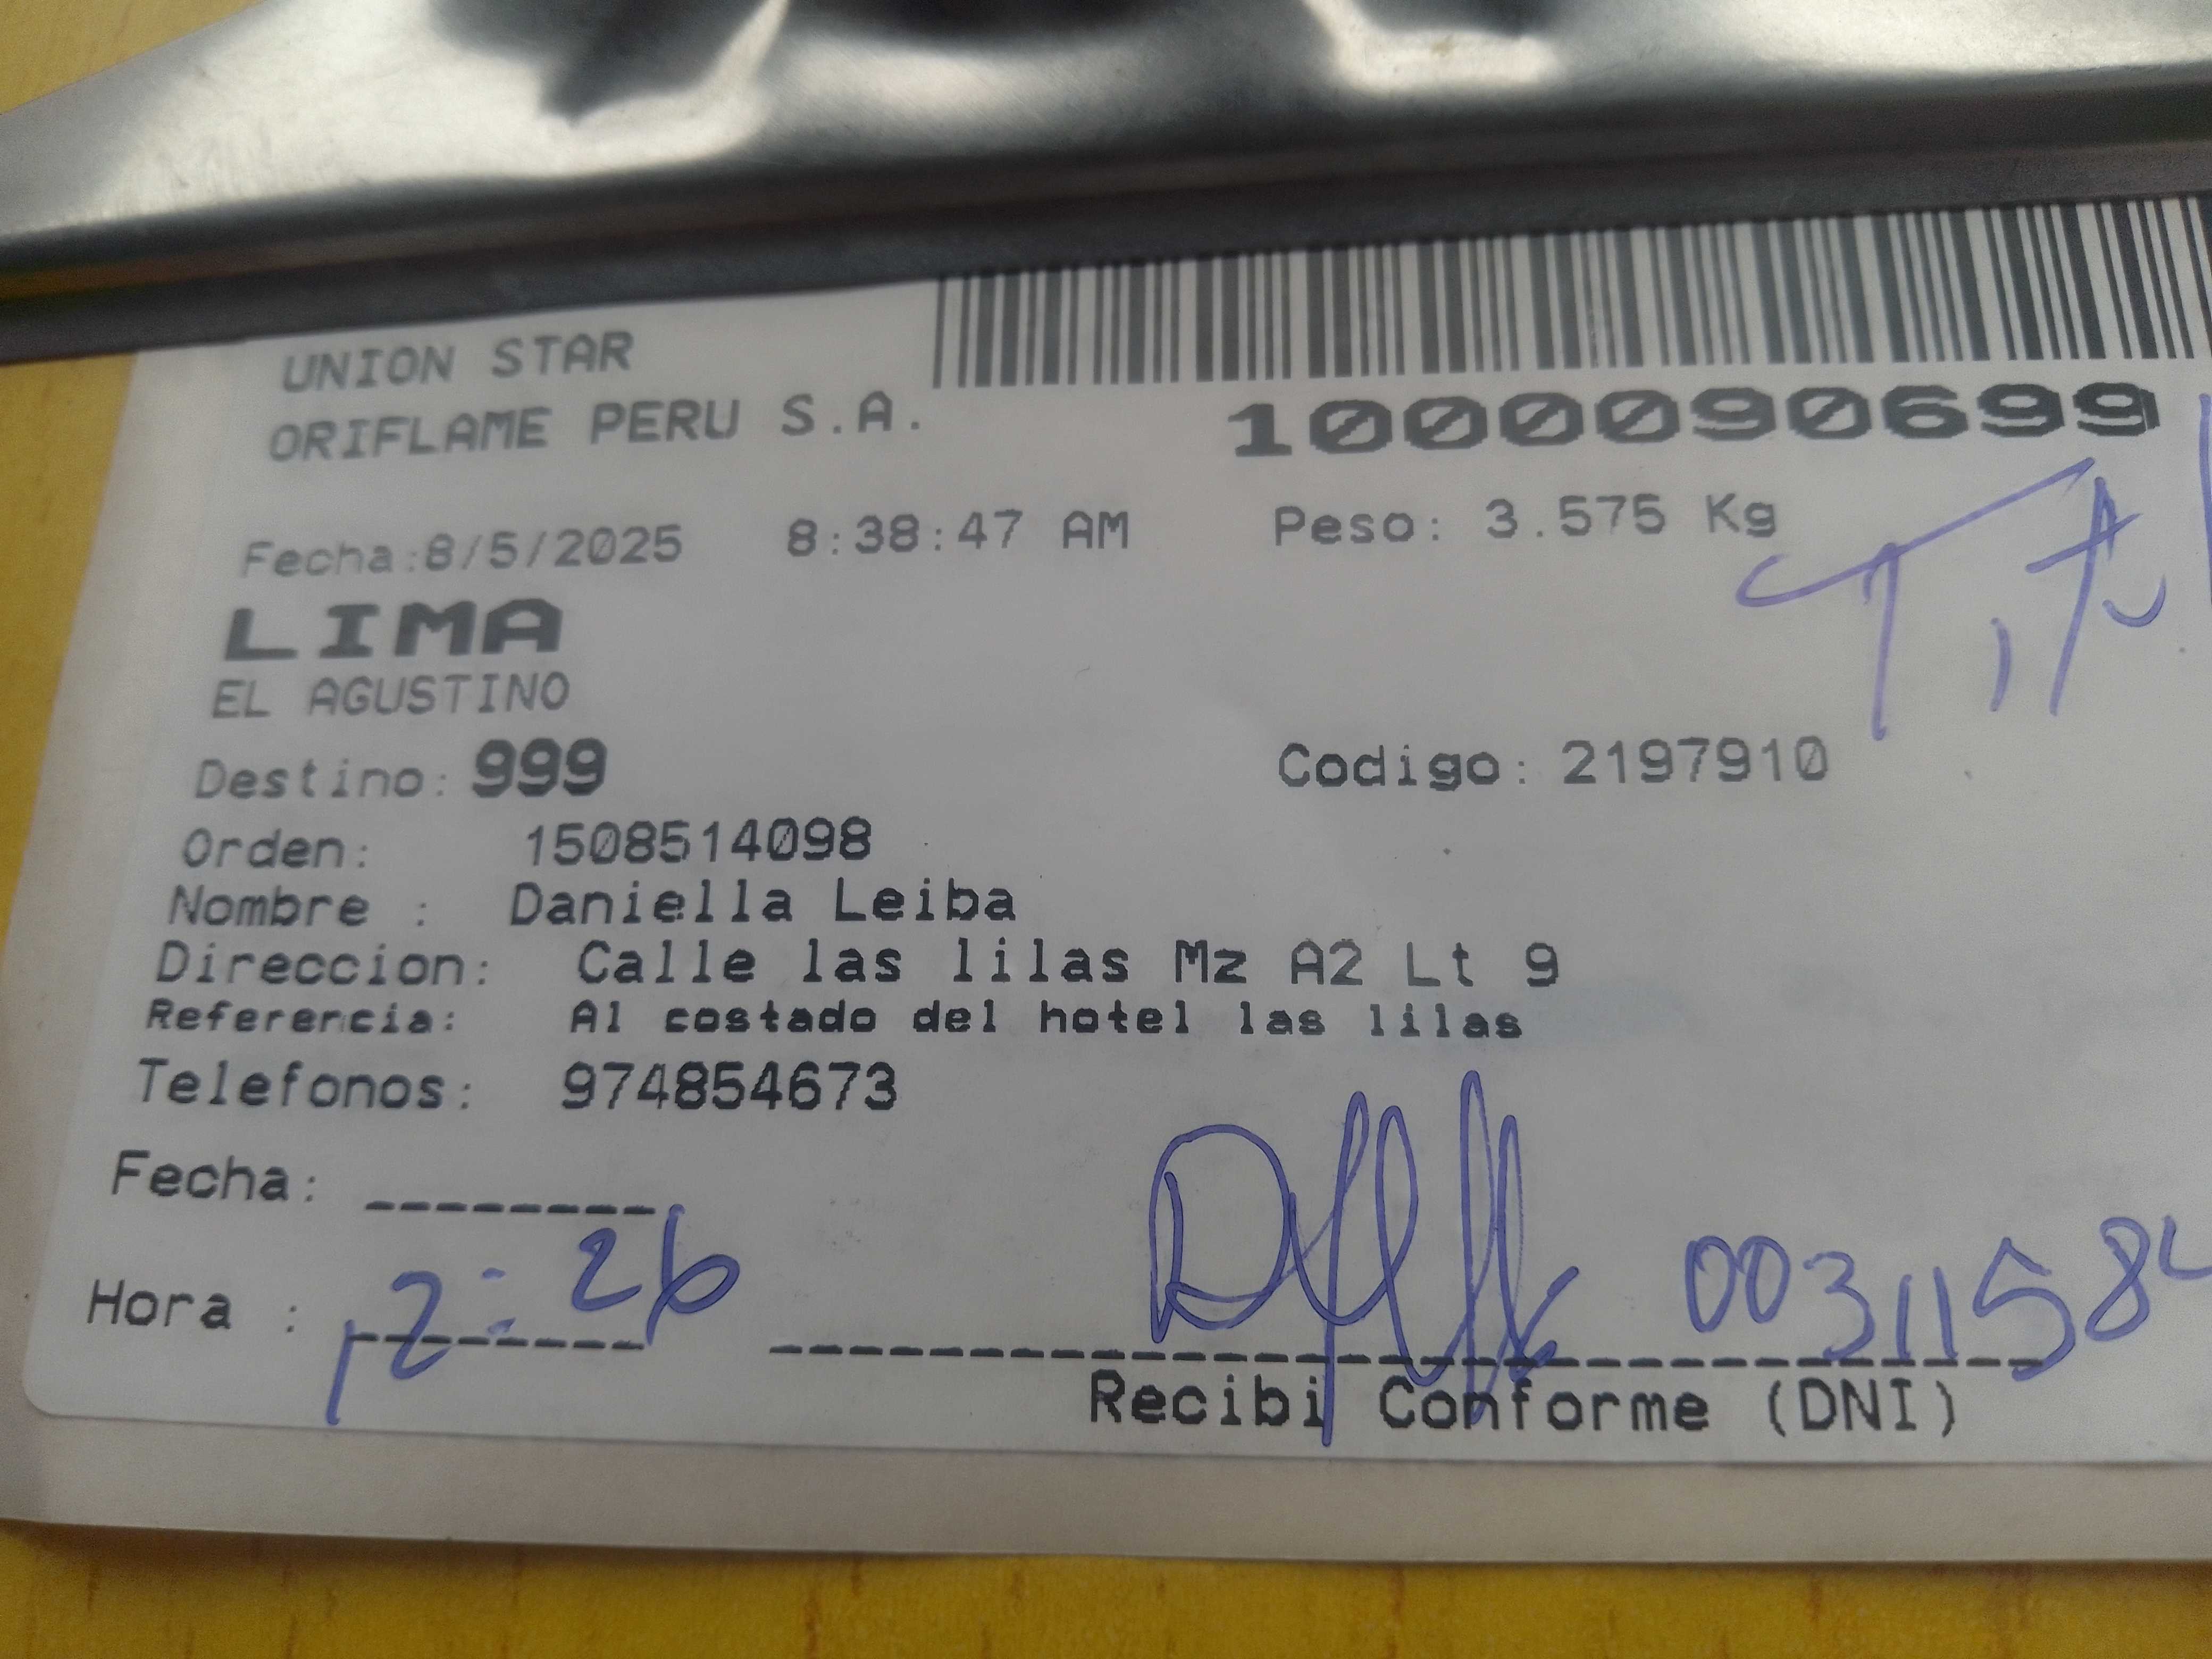 UNION STAR
ORIFLAME PERU S.A.
1000090699
Fecha:8/5/2025 8:38:47 AM Peso: 3.575 Kg
LIMA
EL AGUSTINO
Destino: 999 Codigo: 2197910
Orden: 1508514098
Nombre : Daniella Leiba
Direccion: Calle las lilas Mz A2 Lt 9
Referencia: Al costado del hotel las lilas
Telefonos: 974854673
Fecha:
Hora : 12:26
00311584
Recibi Conforme (DNI)